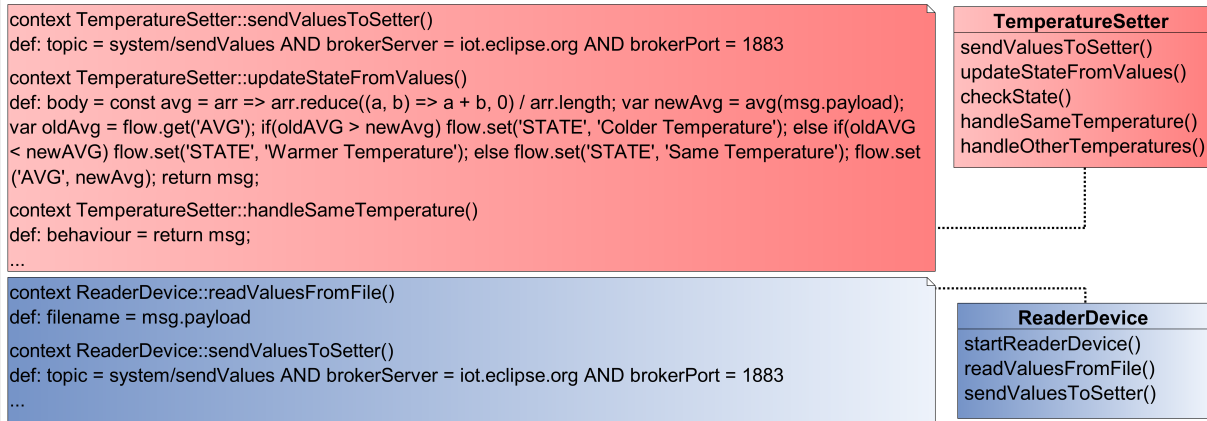 context TemperatureSetter::sendValuesToSetter()
def: topic = system/sendValues AND brokerServer = iot.eclipse.org AND brokerPort = 1883
context TemperatureSetter::updateStateFromValues()
def: body = const avg = arr => arr.reduce((a, b) => a + b, 0) / arr.length; var newAvg = avg(msg.payload);
var oldAvg = flow.get('AVG'); if(oldAVG > newAvg) flow.set('STATE', 'Colder Temperature'); else if(oldAVG
< newAVG) flow.set('STATE', 'Warmer Temperature'); else flow.set('STATE', 'Same Temperature'); flow.set
('AVG', newAvg); return msg;
context TemperatureSetter::handleSameTemperature()
def: behaviour = return msg;
...
TemperatureSetter
sendValuesToSetter()
updateStateFromValues()
checkState()
handleSameTemperature()
handleOtherTemperatures()
context ReaderDevice::readValuesFromFile()
def: filename = msg.payload
context ReaderDevice::sendValuesToSetter()
def: topic = system/sendValues AND brokerServer = iot.eclipse.org AND brokerPort = 1883
...
ReaderDevice
startReaderDevice()
readValuesFromFile()
sendValuesToSetter()